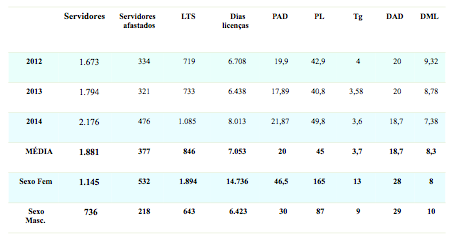 Servidores Servidores afastados LTS Dias licenças PAD PL Tg DAD DML
2012 1.673 334 719 6.708 19,9 42,9 4 20 9,32
2013 1.794 321 733 6.438 17,89 40,8 3,58 20 8,78
2014 2.176 476 1.085 8.013 21,87 49,8 3,6 18,7 7,38
MÉDIA 1.881 377 846 7.053 20 45 3,7 18,7 8,3
Sexo Fem 1.145 532 1.894 14.736 46,5 165 13 28 8
Sexo Masc. 736 218 643 6.423 30 87 9 29 10